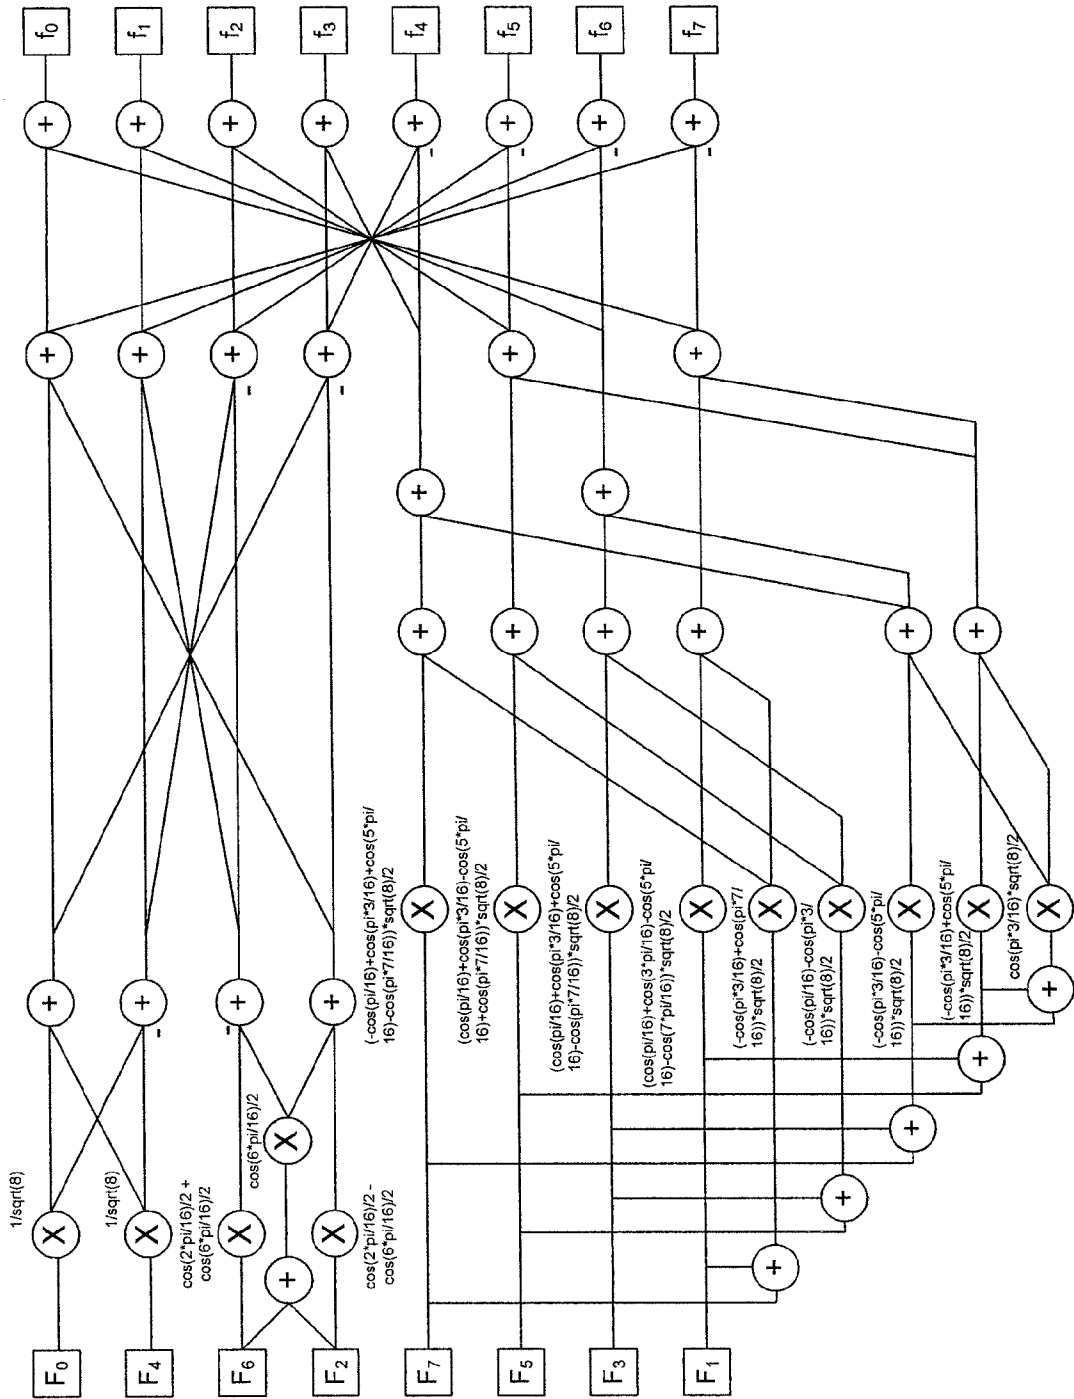 f0
f1
f2
f3
f4
f5
f6
f7
+
+
+
+
+
+
+
+
-
-
-
-
+
+
+
+
+
+
-
-
+
+
+
+
+
+
+
+
X
X
X
X
X
X
X
X
X
(-cos(pi/16)+cos(pi*3/16)+cos(5*pi/
16)-cos(pi*7/16))*sqrt(8)/2
(cos(pi/16)+cos(pi*3/16)-cos(5*pi/
16)+cos(pi*7/16))*sqrt(8)/2
(cos(pi/16)+cos(pi*3/16)+cos(5*pi/
16)-cos(pi*7/16))*sqrt(8)/2
(cos(pi/16)+cos(3*pi/16)-cos(5*pi/
16)-cos(7*pi/16))*sqrt(8)/2
(-cos(pi*3/16)+cos(pi*7/
16))*sqrt(8)/2
(-cos(pi/16)-cos(pi*3/
16))*sqrt(8)/2
(-cos(pi*3/16)-cos(5*pi/
16))*sqrt(8)/2
(-cos(pi*3/16)+cos(5*pi/
16))*sqrt(8)/2
cos(pi*3/16)*sqrt(8)/2
+
+
+
+
-
-
+
+
+
+
+
X
cos(6*pi/16)/2
X
X
X
X
1/sqrt(8)
1/sqrt(8)
cos(2*pi/16)/2 +
cos(6*pi/16)/2
cos(2*pi/16)/2 -
cos(6*pi/16)/2
+
F0
F4
F6
F2
F7
F5
F3
F1